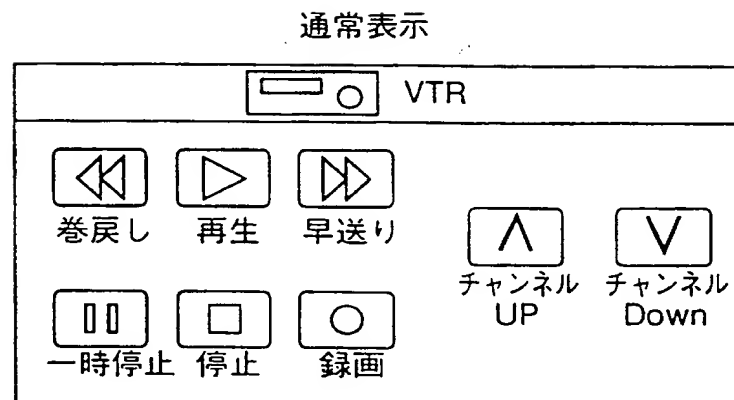 通常表示
VTR
巻戻し 再生 早送り
チャンネル UP
チャンネル Down
一時停止 停止 録画